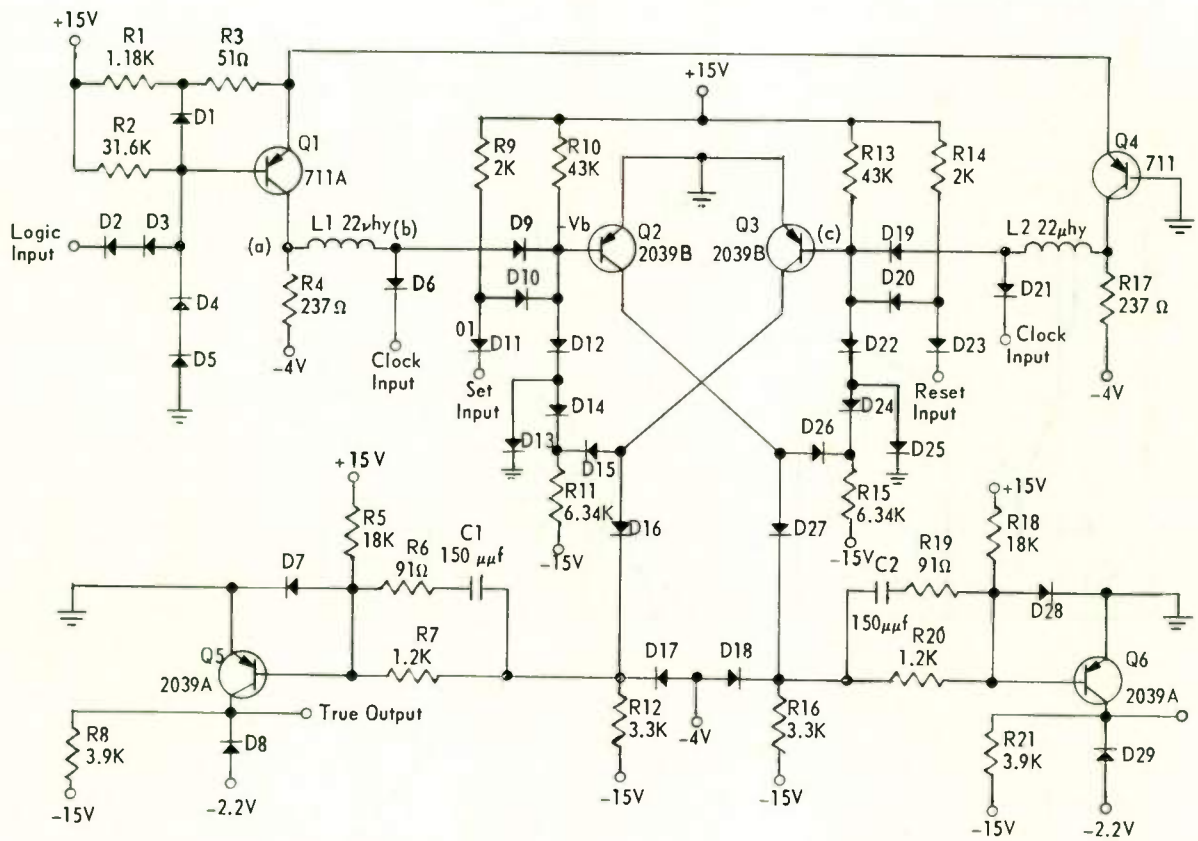 +15V
R1
1.18K
R3
51Ω
D1
R2
31.6K
Q1
711A
Logic
Input
D2
D3
(a)
L1 22μhy
(b)
D4
D5
R4
237 Ω
-4V
D6
Clock
Input
+15V
R9
2K
R10
43K
D9
-Vb
D10
01
D11
Set
Input
D12
D14
D13
D15
R11
6.34K
-15V
Q2
2039B
Q3
2039B
(c)
R13
43K
R14
2K
D19
L2 22μhy
D20
D21
Clock
Input
D22
D23
Reset
Input
D24
D25
D26
R15
6.34K
-15V
Q4
711
R17
237 Ω
-4V
D16
D27
+15V
R5
18K
D7
R6
91Ω
C1
150 μμf
R7
1.2K
Q5
2039A
True Output
R8
3.9K
-15V
D8
-2.2V
D17
D18
-4V
R12
3.3K
-15V
R16
3.3K
-15V
+15V
R18
18K
R19
91Ω
C2
150μμf
D28
R20
1.2K
Q6
2039A
R21
3.9K
-15V
D29
-2.2V